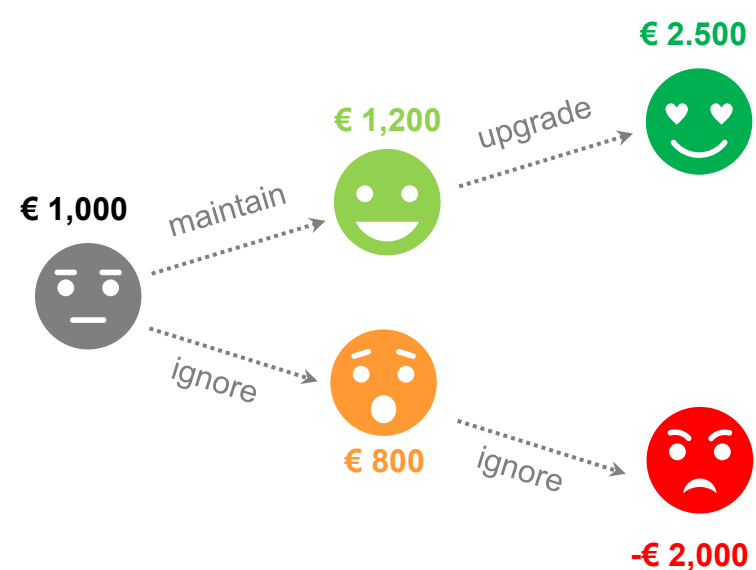 € 2.500
€ 1,200
upgrade
maintain
€ 1,000
ignore
€ 800
ignore
-€ 2,000